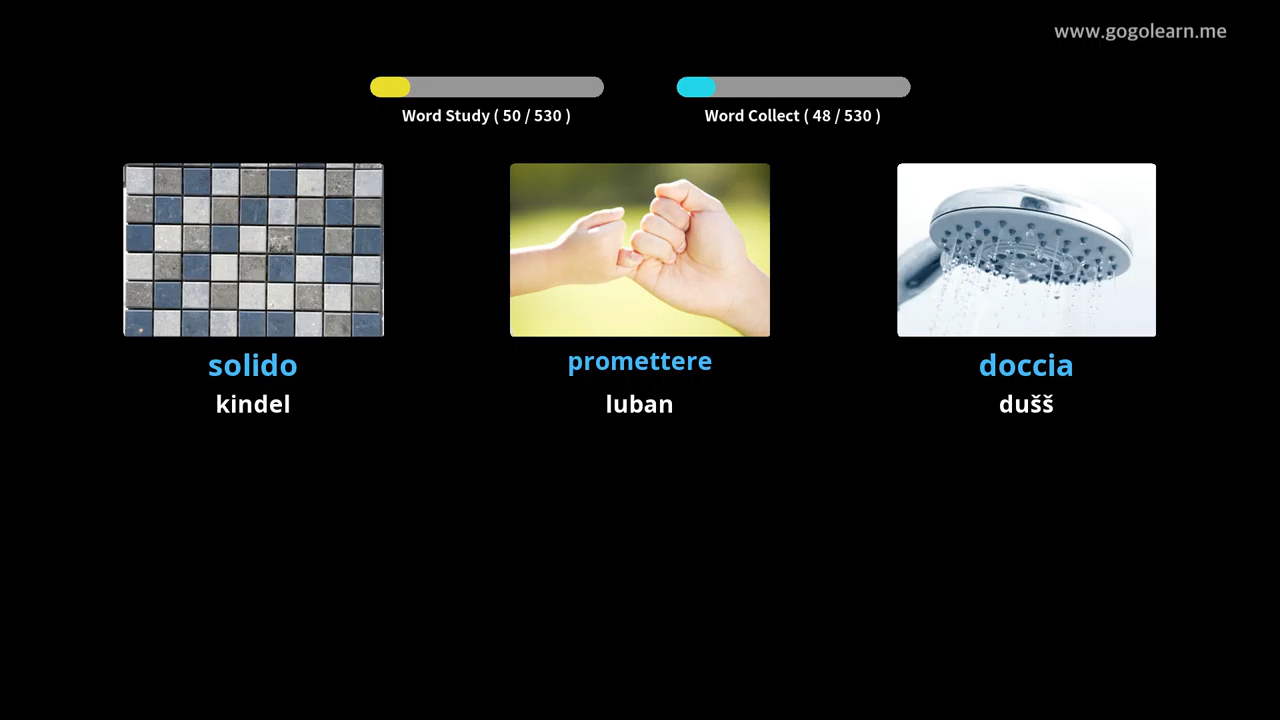 www.gogolearn.me
Word Study ( 50 / 530 )
Word Collect ( 48 / 530 )
solido
kindel
promettere
luban
doccia
dušš